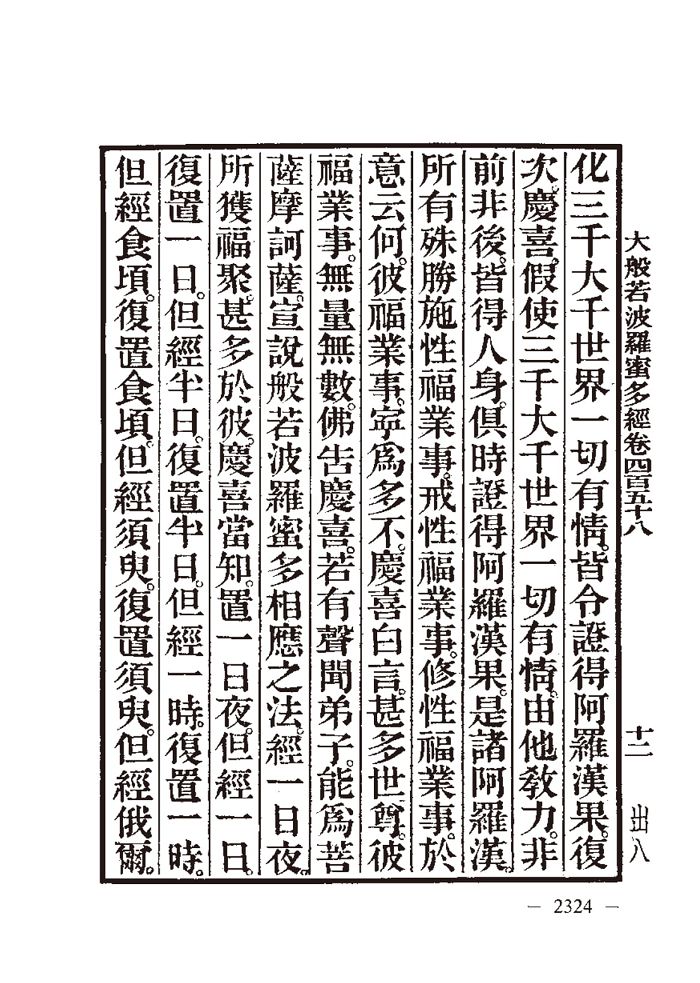 大般若波羅蜜多經卷四百五十八 十二 出八
化三千大千世界一切有情。皆令證得阿羅漢果。復
次慶喜。假使三千大千世界一切有情。由他教力。非
前非後。皆得人身。俱時證得阿羅漢果。是諸阿羅漢。
所有殊勝施性福業事。戒性福業事。修性福業事。於
意云何。彼福業事。寧爲多不。慶喜白言。甚多世尊。彼
福業事。無量無數。佛告慶喜。若有聲聞弟子。能爲菩
薩摩訶薩。宣說般若波羅蜜多相應之法。經一日夜。
所獲福聚。甚多於彼。慶喜當知。置一日夜。但經一日。
復置一日。但經半日。復置半日。但經一時。復置一時。
但經食頃。復置食頃。但經須臾。復置須臾。但經俄爾。
— 2324 —